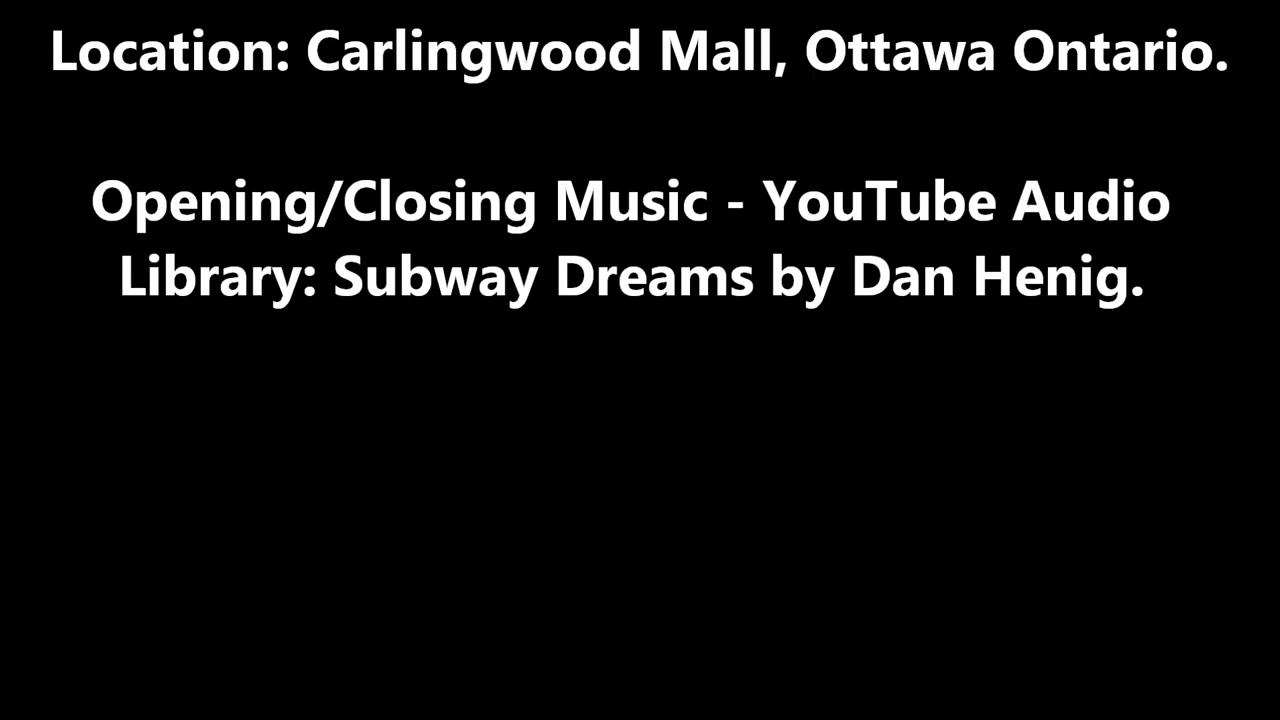 Location: Carlingwood Mall, Ottawa Ontario.
Opening/Closing Music - YouTube Audio
Library: Subway Dreams by Dan Henig.